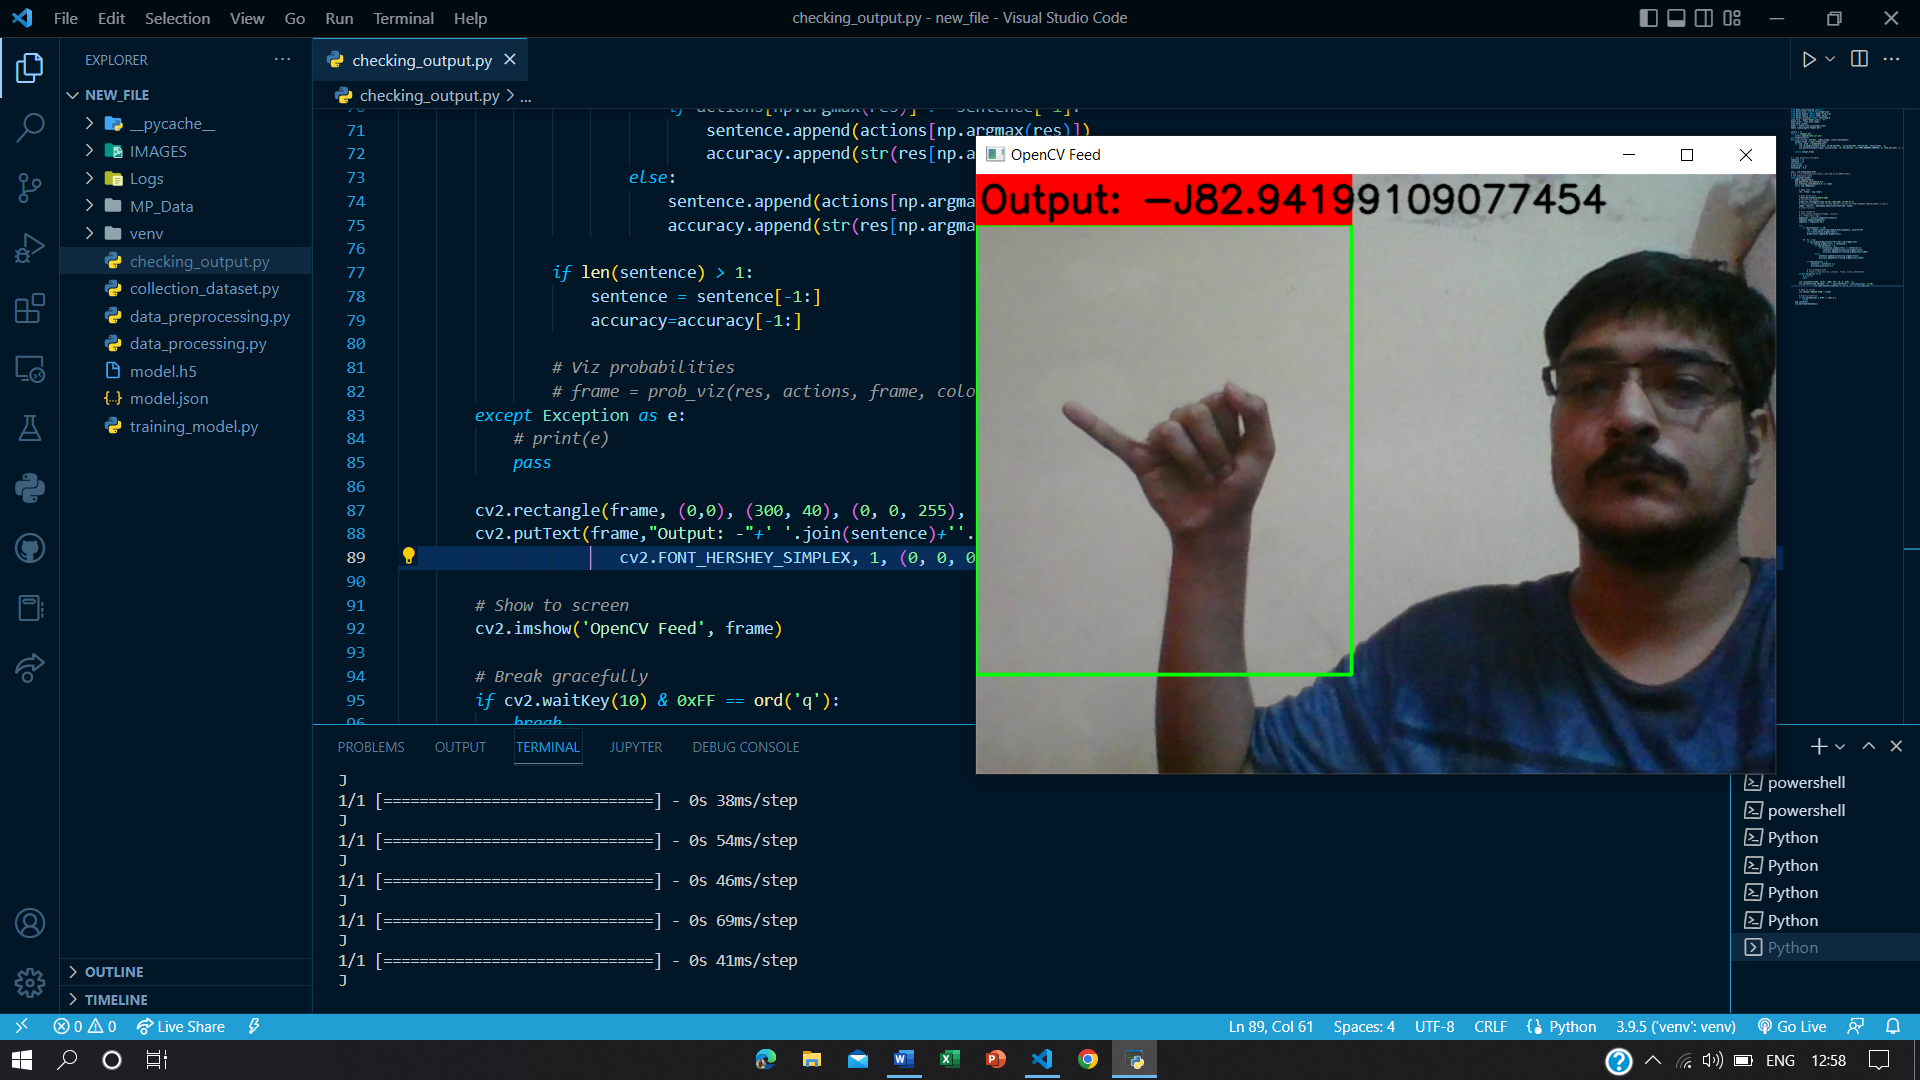 File Edit Selection View Go Run Terminal Help
checking_output.py - new_file - Visual Studio Code
EXPLORER
NEW_FILE
__pycache__
IMAGES
Logs
MP_Data
venv
checking_output.py
collection_dataset.py
data_preprocessing.py
data_processing.py
model.h5
model.json
training_model.py
OUTLINE
TIMELINE
checking_output.py
checking_output.py > ...
71 sentence.append(actions[np.argmax(res)])
72 accuracy.append(str(res[np.a
73 else:
74 sentence.append(actions[np.argma
75 accuracy.append(str(res[np.argma
76
77 if len(sentence) > 1:
78 sentence = sentence[-1:]
79 accuracy=accuracy[-1:]
80
81 # Viz probabilities
82 # frame = prob_viz(res, actions, frame, colo
83 except Exception as e:
84 # print(e)
85 pass
86
87 cv2.rectangle(frame, (0,0), (300, 40), (0, 0, 255),
88 cv2.putText(frame,"Output: -"+' '.join(sentence)+''.
89 cv2.FONT_HERSHEY_SIMPLEX, 1, (0, 0, 0
90
91 # Show to screen
92 cv2.imshow('OpenCV Feed', frame)
93
94 # Break gracefully
95 if cv2.waitKey(10) & 0xFF == ord('q'):
96 break
OpenCV Feed
Output: -J82.94199109077454
PROBLEMS OUTPUT TERMINAL JUPYTER DEBUG CONSOLE
J
1/1 [==============================] - 0s 38ms/step
J
1/1 [==============================] - 0s 54ms/step
J
1/1 [==============================] - 0s 46ms/step
J
1/1 [==============================] - 0s 69ms/step
J
1/1 [==============================] - 0s 41ms/step
J
powershell
powershell
Python
Python
Python
Python
Python
0 0 Live Share
Ln 89, Col 61 Spaces: 4 UTF-8 CRLF Python 3.9.5 ('venv': venv) Go Live
ENG 12:58